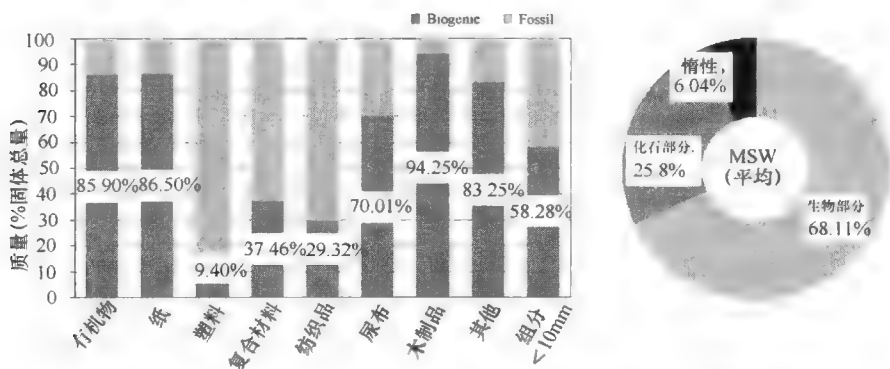 Biogenic
Fossil
质量(%固体总量)
100
90
80
70
60
50
40
30
20
10
0
85.90%
86.50%
9.40%
37.46%
29.32%
70.01%
94.25%
83.25%
58.28%
有机物
纸
塑料
复合材料
纺织品
尿布
木制品
其他
组分
<10mm
惰性,
6.04%
化石部分,
25.8%
MSW
(平均)
生物部分
68.11%